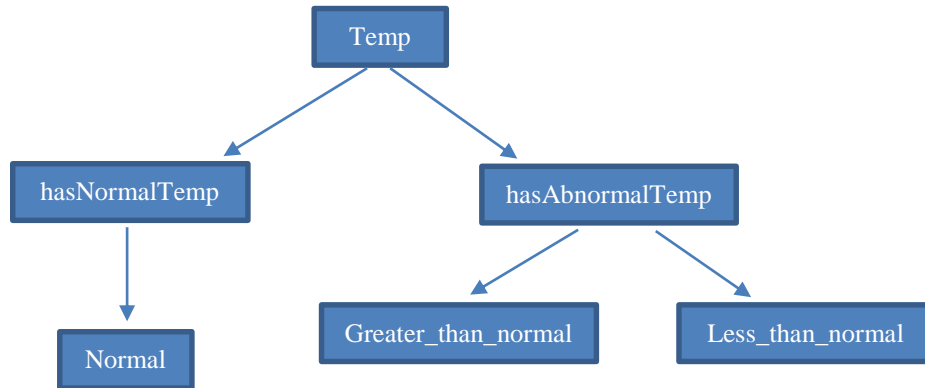 Temp
hasNormalTemp
hasAbnormalTemp
Greater_than_normal
Less_than_normal
Normal